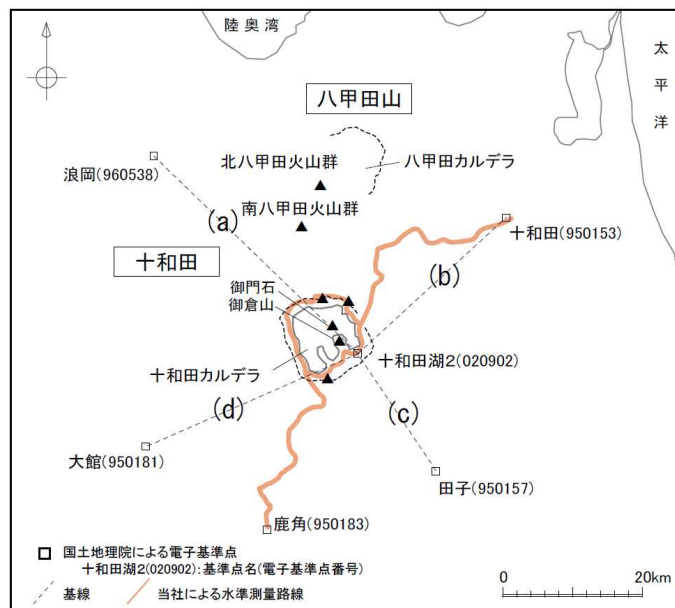 陸奥湾
太平洋
八甲田山
北八甲田火山群
八甲田カルデラ
浪岡(960538)
南八甲田火山群
(a)
十和田(950153)
十和田
(b)
御門石
御倉山
十和田湖2(020902)
十和田カルデラ
(d)
(c)
大館(950181)
田子(950157)
鹿角(950183)
国土地理院による電子基準点
十和田湖2(020902):基準点名(電子基準点番号)
基線 当社による水準測量路線
0 20km